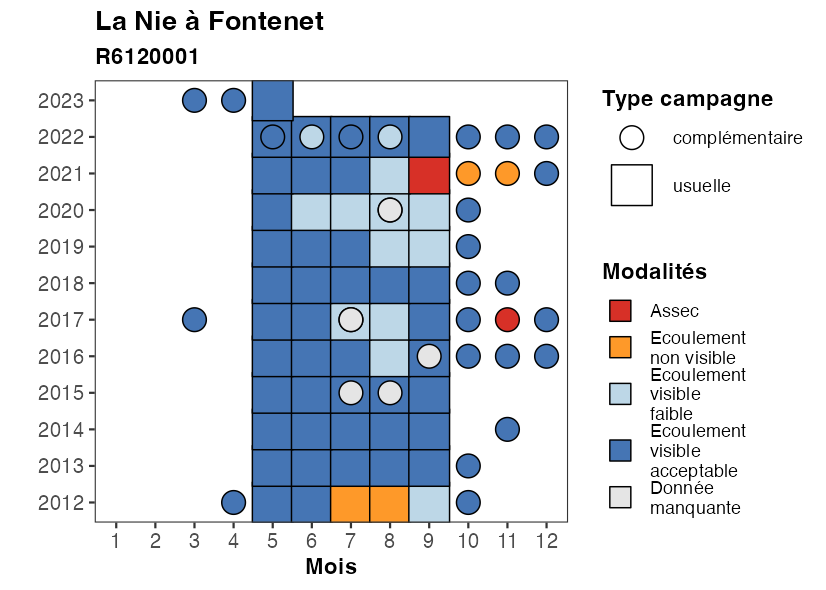 La Nie à Fontenet
R6120001
2023
2022
2021
2020
2019
2018
2017
2016
2015
2014
2013
2012
1 2 3 4 5 6 7 8 9 10 11 12
Mois
Type campagne
complémentaire
usuelle
Modalités
Assec
Ecoulement
non visible
Ecoulement
visible
faible
Ecoulement
visible
acceptable
Donnée
manquante